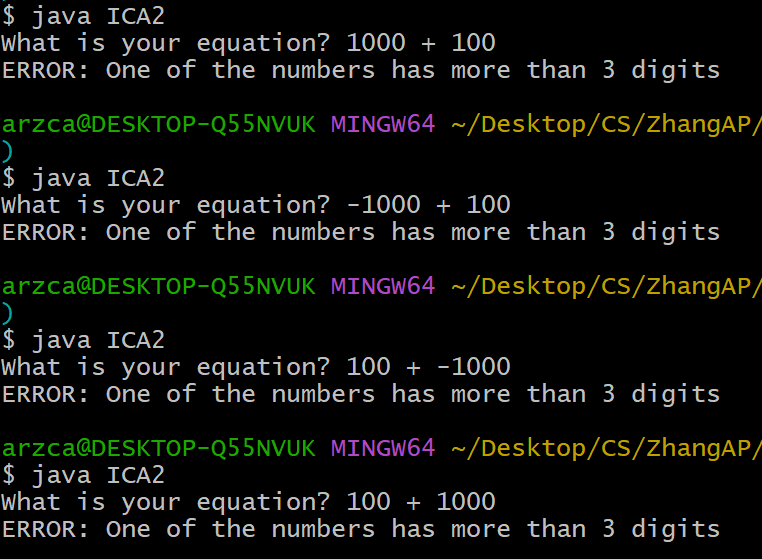 $ java ICA2
What is your equation? 1000 + 100
ERROR: One of the numbers has more than 3 digits
arzca@DESKTOP-Q55NVUK MINGW64 ~/Desktop/CS/ZhangAP/
)
$ java ICA2
What is your equation? -1000 + 100
ERROR: One of the numbers has more than 3 digits
arzca@DESKTOP-Q55NVUK MINGW64 ~/Desktop/CS/ZhangAP/
)
$ java ICA2
What is your equation? 100 + -1000
ERROR: One of the numbers has more than 3 digits
arzca@DESKTOP-Q55NVUK MINGW64 ~/Desktop/CS/ZhangAP/
$ java ICA2
What is your equation? 100 + 1000
ERROR: One of the numbers has more than 3 digits